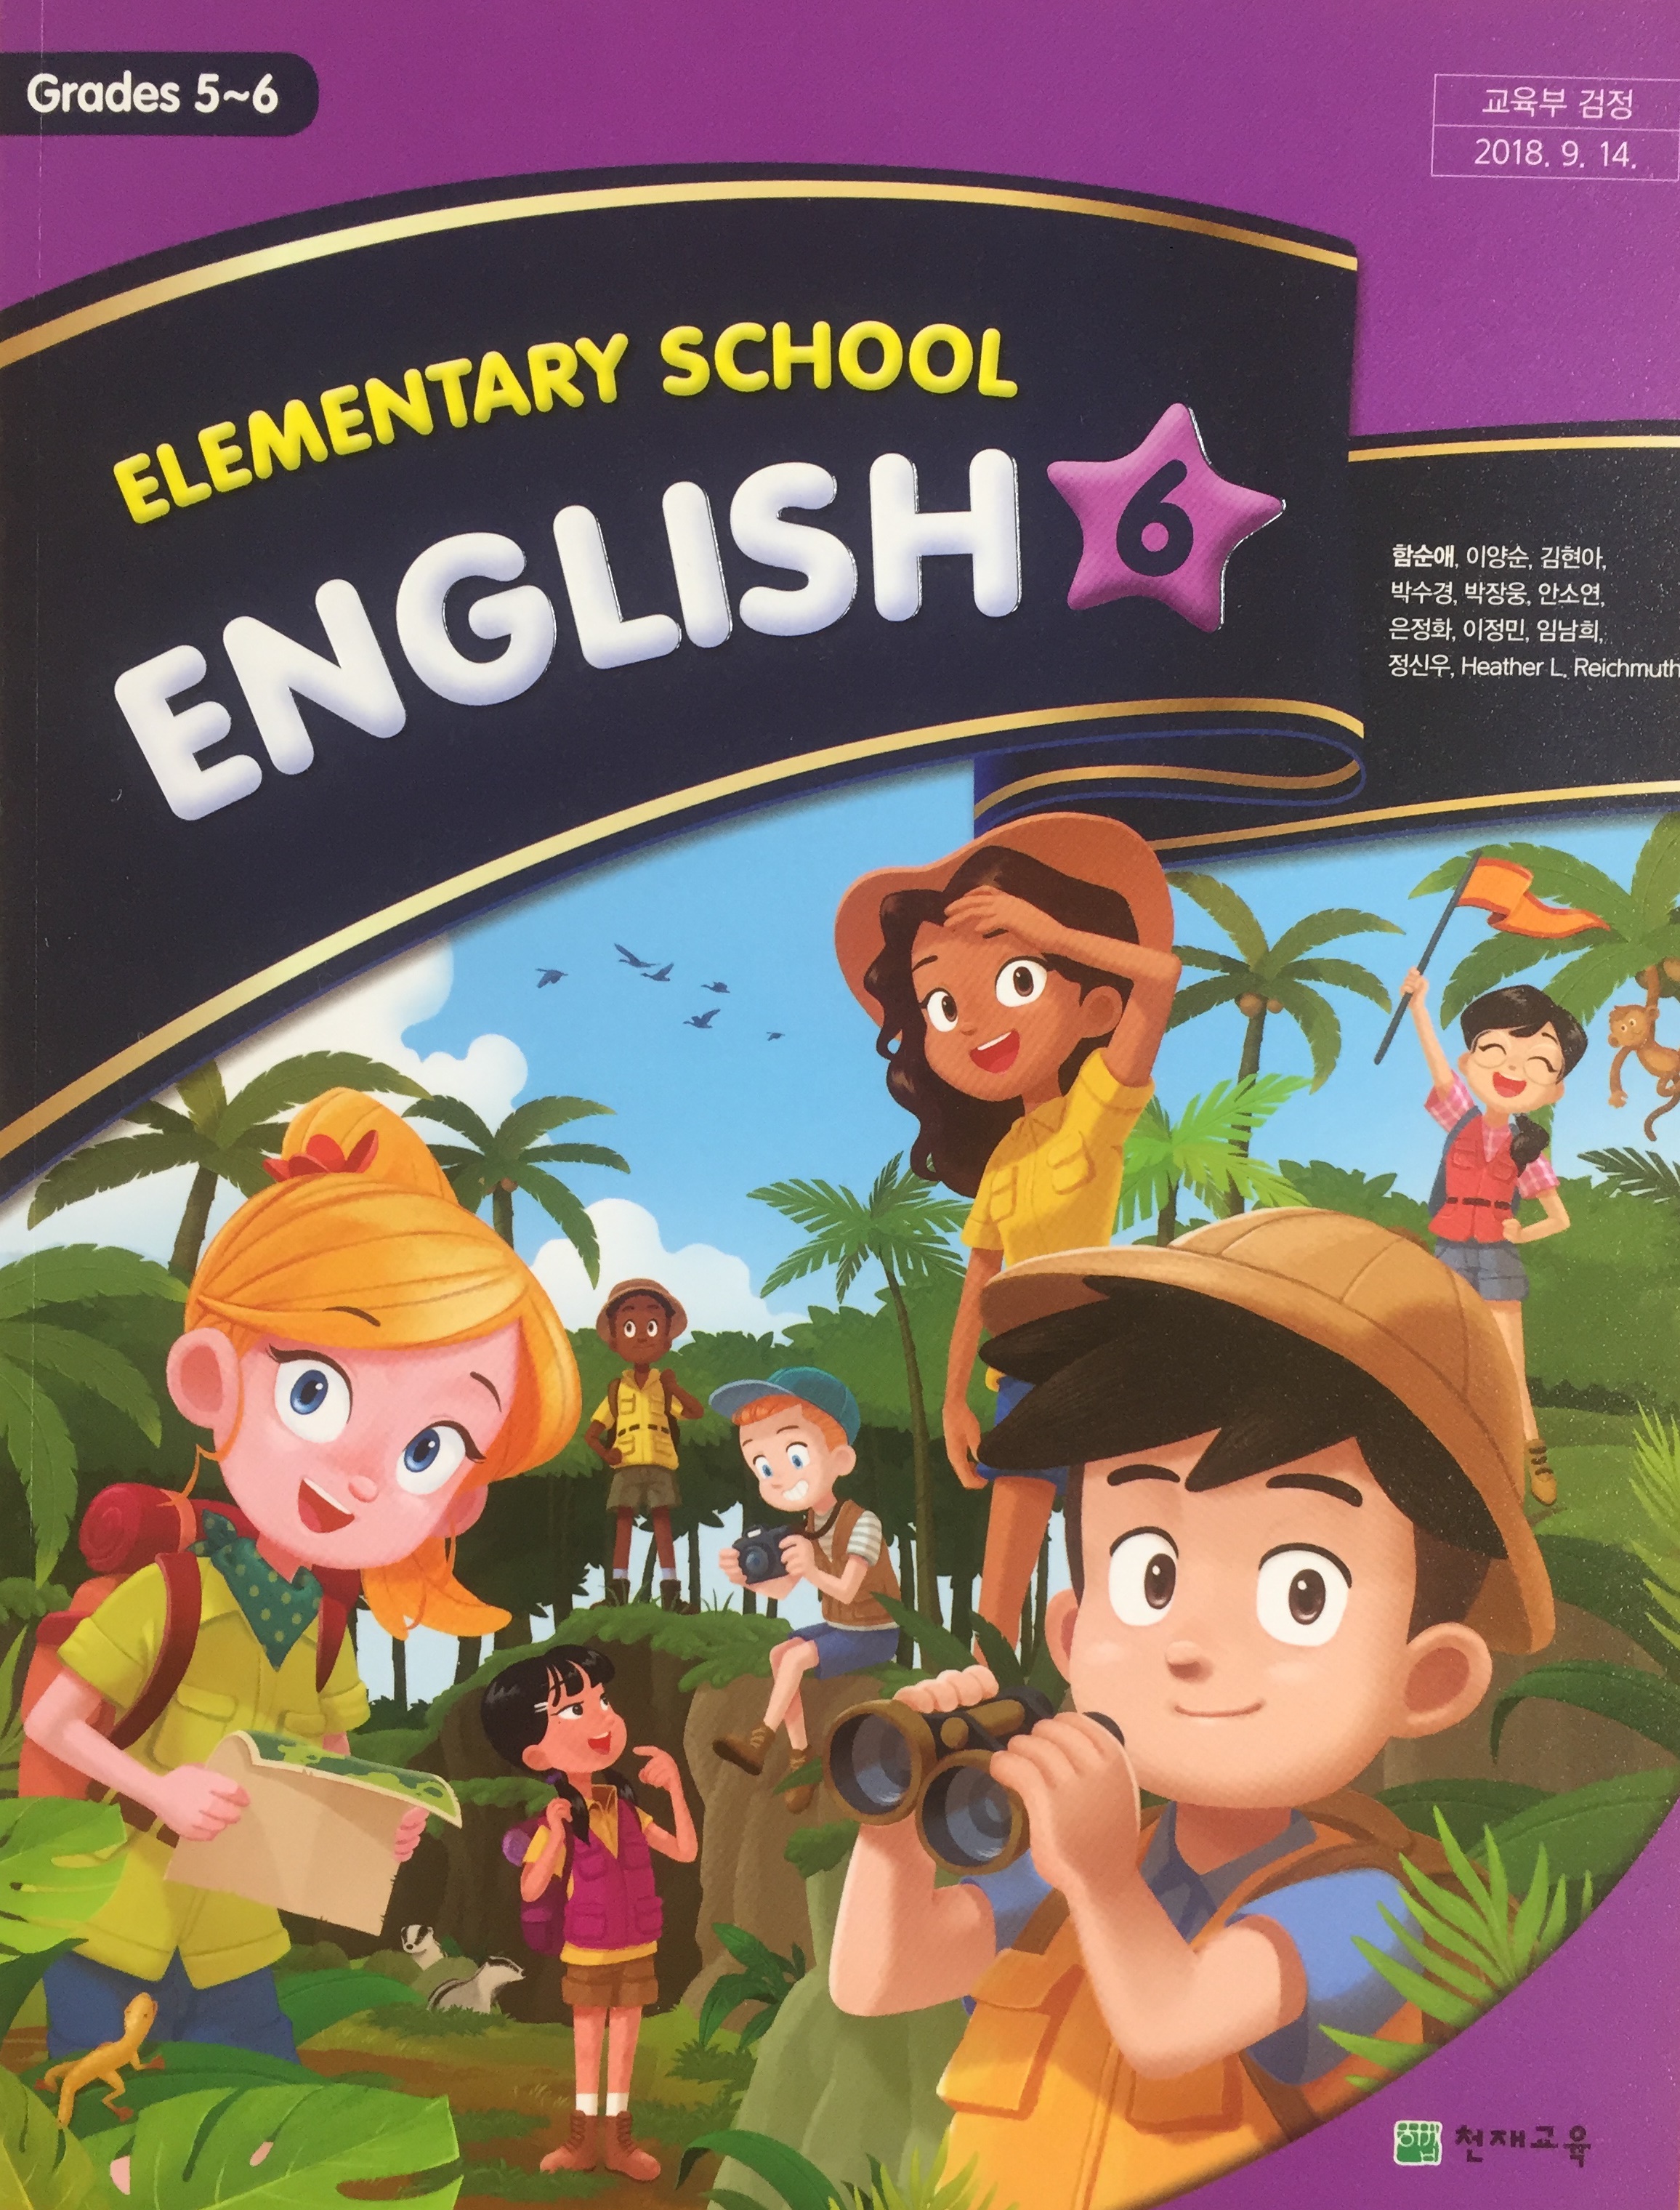 Grades 5~6
교육부 검정
2018. 9. 14.
ELEMENTARY SCHOOL
ENGLISH 6
함순애, 이양순, 김현아,
박수경, 박장웅, 안소연,
은정화, 이정민, 임남희,
정신우, Heather L. Reichmuth
천재교육